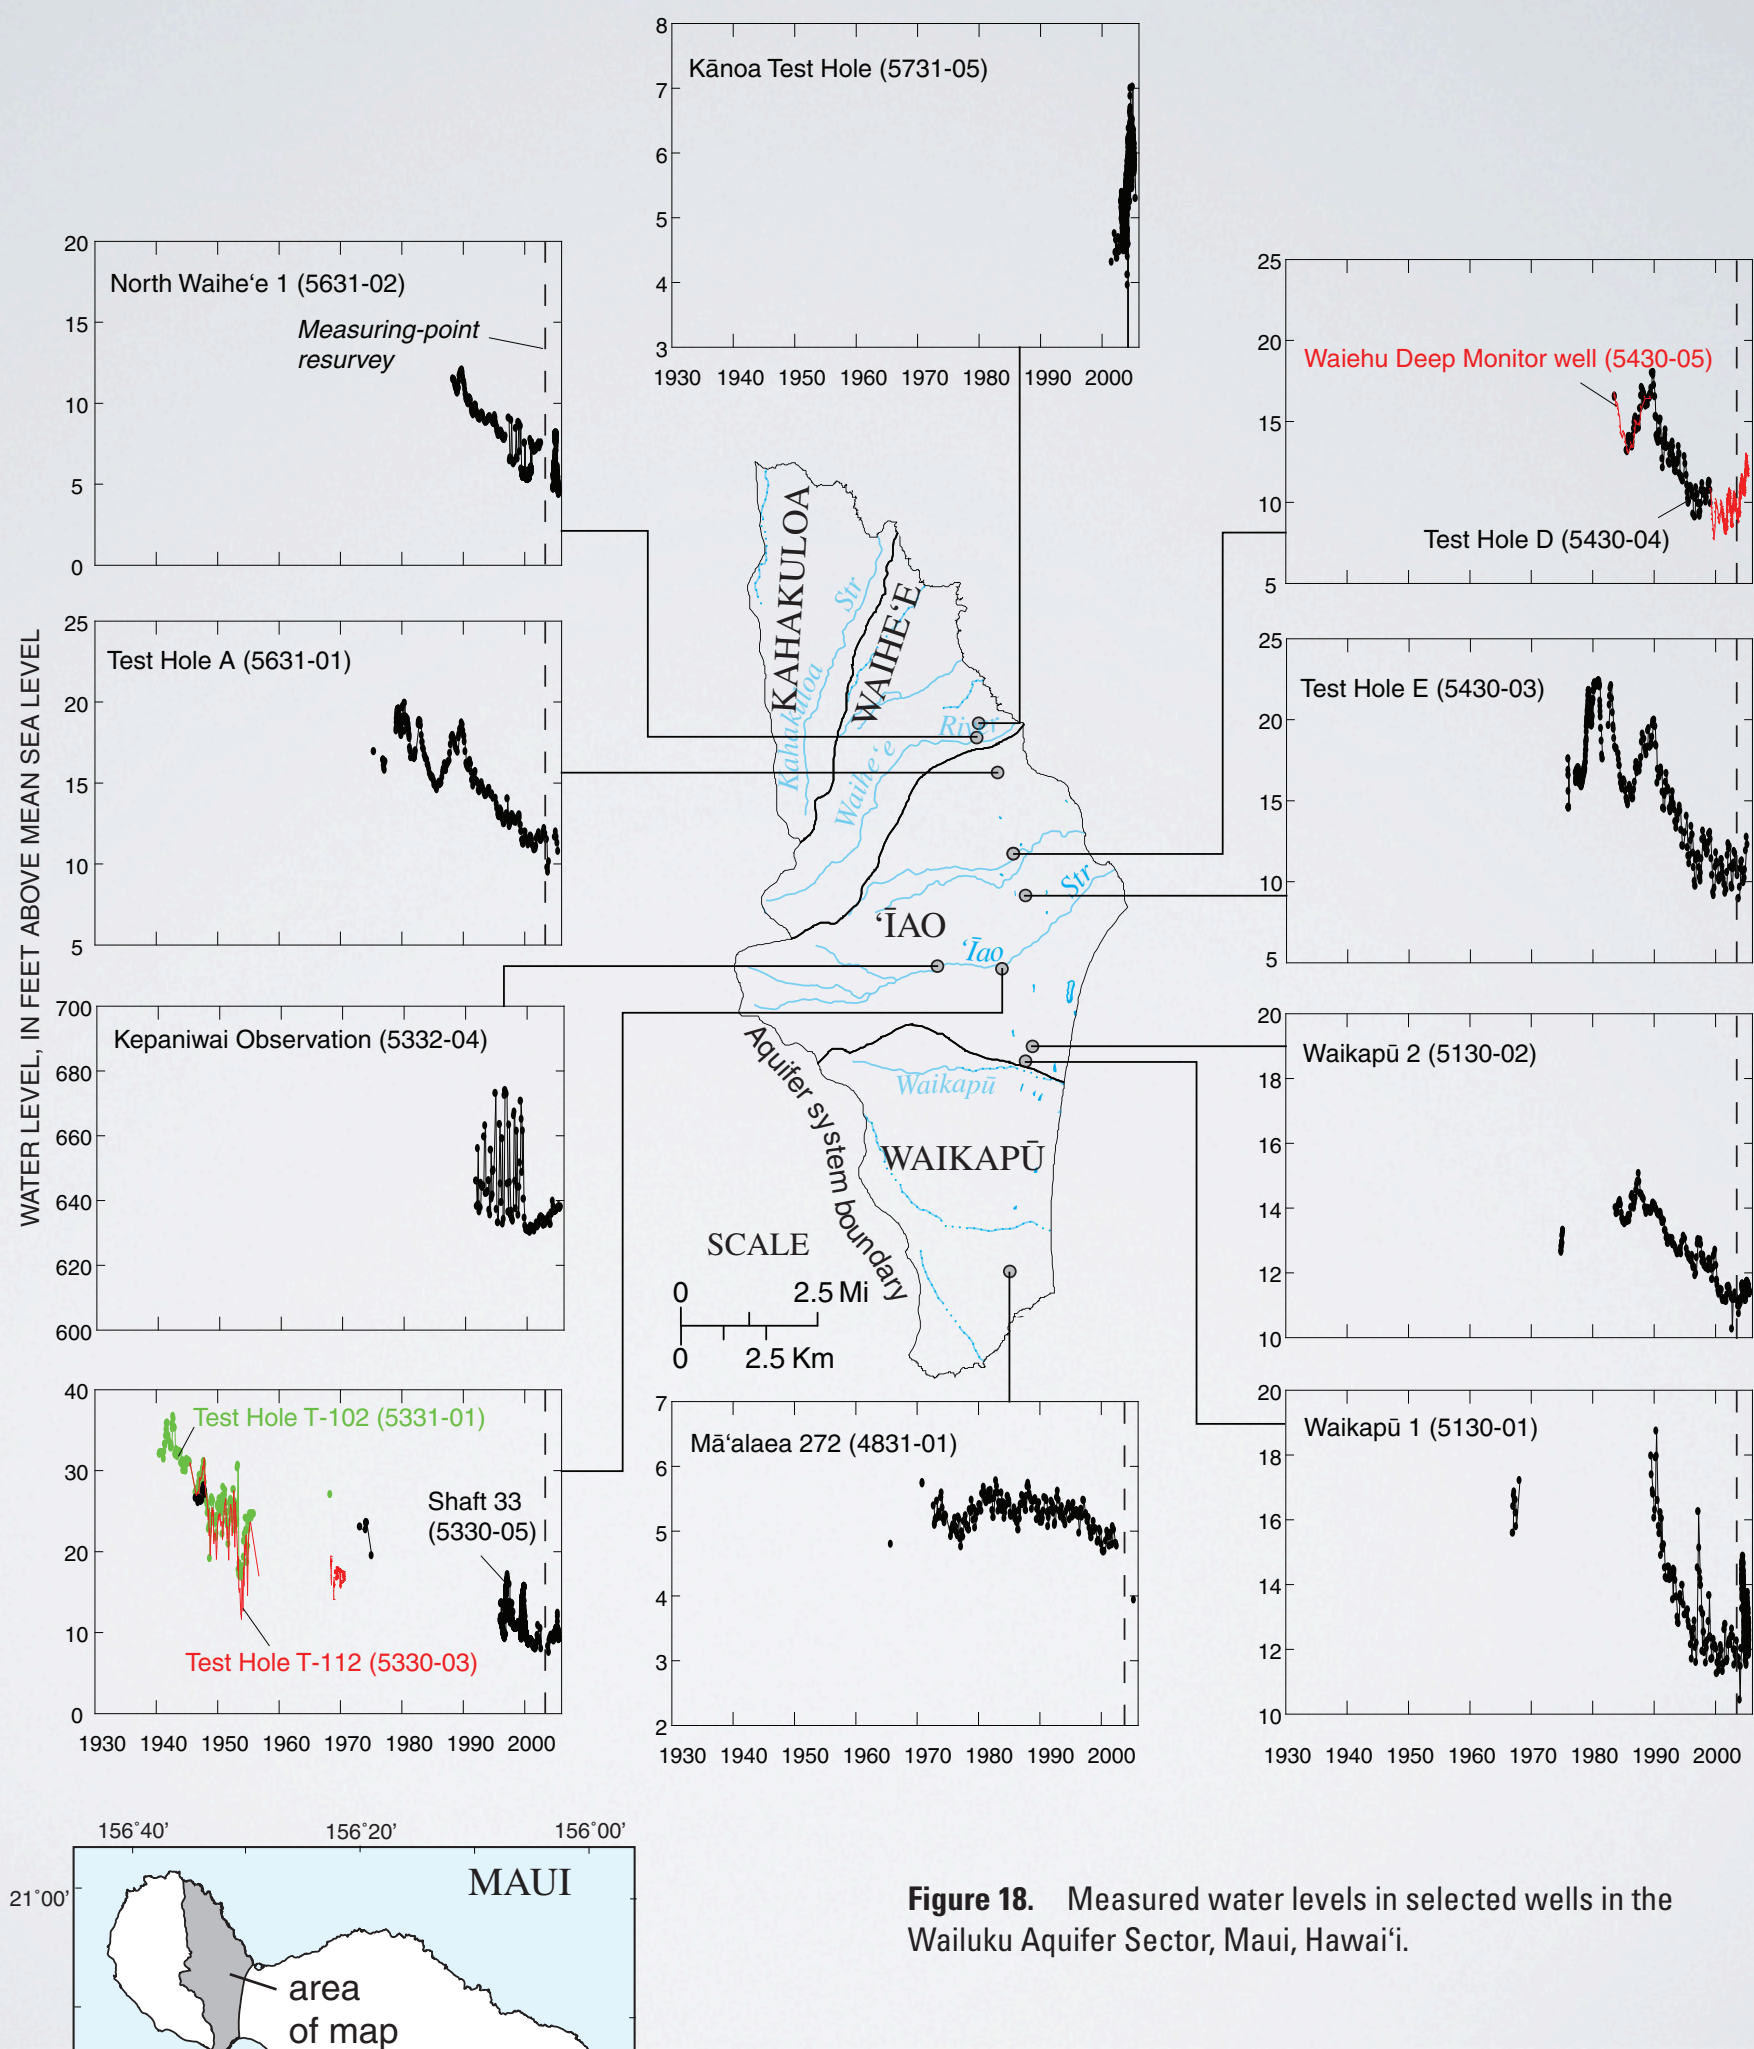 8
7
6
5
4
3
Kānoa Test Hole (5731-05)
1930 1940 1950 1960 1970 1980 1990 2000
WATER LEVEL, IN FEET ABOVE MEAN SEA LEVEL
20
15
10
5
0
North Waihe‘e 1 (5631-02)
Measuring-point
resurvey
25
20
15
10
5
Test Hole A (5631-01)
700
680
660
640
620
600
Kepaniwai Observation (5332-04)
40
30
20
10
0
Test Hole T-102 (5331-01)
Shaft 33
(5330-05)
Test Hole T-112 (5330-03)
1930 1940 1950 1960 1970 1980 1990 2000
KAHAKULOA
Str
Kahakuloa
WAIHE‘E
River
Waihe‘e
‘ĪAO
‘Īao
Str
Waikapū
WAIKAPŪ
Aquifer system boundary
SCALE
0 2.5 Mi
0 2.5 Km
7
6
5
4
3
2
Mā‘alaea 272 (4831-01)
1930 1940 1950 1960 1970 1980 1990 2000
25
20
15
10
5
Waiehu Deep Monitor well (5430-05)
Test Hole D (5430-04)
25
20
15
10
5
Test Hole E (5430-03)
20
18
16
14
12
10
Waikapū 2 (5130-02)
20
18
16
14
12
10
Waikapū 1 (5130-01)
1930 1940 1950 1960 1970 1980 1990 2000
156˚40’ 156˚20’ 156˚00’
21˚00’
MAUI
area
of map
Figure 18. Measured water levels in selected wells in the
Wailuku Aquifer Sector, Maui, Hawai‘i.